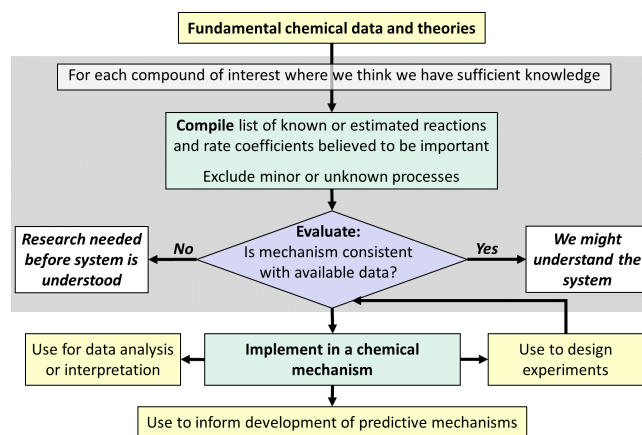 Fundamental chemical data and theories
For each compound of interest where we think we have sufficient knowledge
Compile list of known or estimated reactions
and rate coefficients believed to be important
Exclude minor or unknown processes
Evaluate:
Is mechanism consistent
with available data?
No
Yes
Research needed
before system is
understood
We might
understand the
system
Use for data analysis
or interpretation
Implement in a chemical
mechanism
Use to design
experiments
Use to inform development of predictive mechanisms